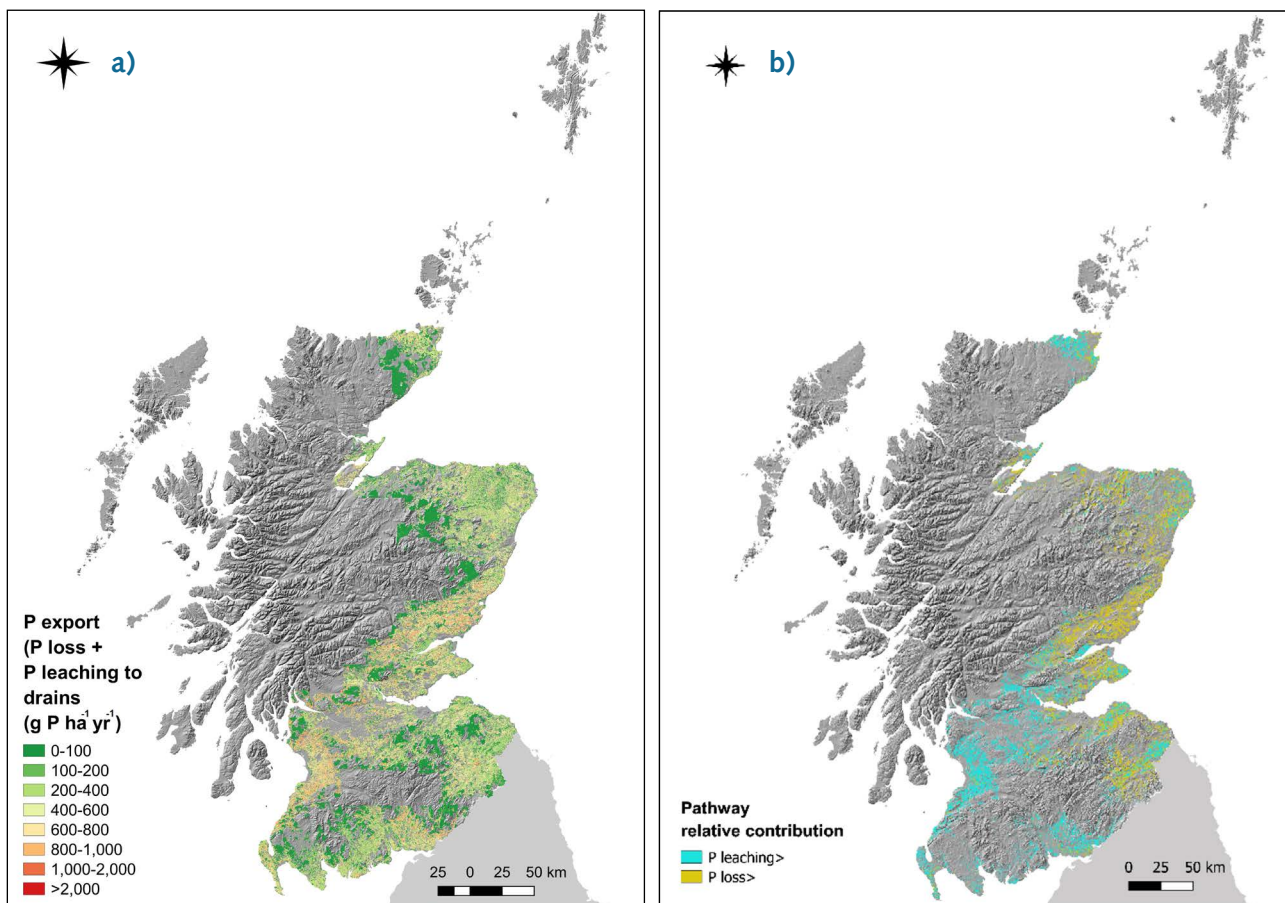 a)
P export
(P loss +
P leaching to
drains
(g P ha⁻¹ yr⁻¹)
0-100
100-200
200-400
400-600
600-800
800-1,000
1,000-2,000
>2,000
25 0 25 50 km
b)
Pathway
relative contribution
P leaching>
P loss>
0 25 50 km